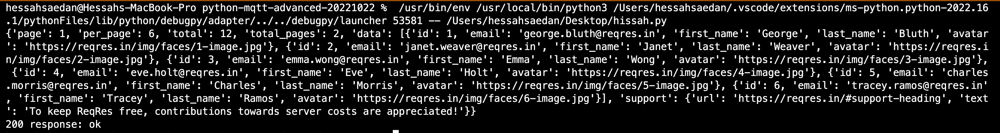 hessahsaedan@Hessahs-MacBook-Pro python-mqtt-advanced-20221022 %  /usr/bin/env /usr/local/bin/python3 /Users/hessahsaedan/.vscode/extensions/ms-python.python-2022.16
.1/pythonFiles/lib/python/debugpy/adapter/../../debugpy/launcher 53581 -- /Users/hessahsaedan/Desktop/hissah.py
{'page': 1, 'per_page': 6, 'total': 12, 'total_pages': 2, 'data': [{'id': 1, 'email': 'george.bluth@reqres.in', 'first_name': 'George', 'last_name': 'Bluth', 'avatar
': 'https://reqres.in/img/faces/1-image.jpg'}, {'id': 2, 'email': 'janet.weaver@reqres.in', 'first_name': 'Janet', 'last_name': 'Weaver', 'avatar': 'https://reqres.i
n/img/faces/2-image.jpg'}, {'id': 3, 'email': 'emma.wong@reqres.in', 'first_name': 'Emma', 'last_name': 'Wong', 'avatar': 'https://reqres.in/img/faces/3-image.jpg'},
 {'id': 4, 'email': 'eve.holt@reqres.in', 'first_name': 'Eve', 'last_name': 'Holt', 'avatar': 'https://reqres.in/img/faces/4-image.jpg'}, {'id': 5, 'email': 'charles
.morris@reqres.in', 'first_name': 'Charles', 'last_name': 'Morris', 'avatar': 'https://reqres.in/img/faces/5-image.jpg'}, {'id': 6, 'email': 'tracey.ramos@reqres.in'
, 'first_name': 'Tracey', 'last_name': 'Ramos', 'avatar': 'https://reqres.in/img/faces/6-image.jpg'}], 'support': {'url': 'https://reqres.in/#support-heading', 'text
': 'To keep ReqRes free, contributions towards server costs are appreciated!'}}
200 response: ok